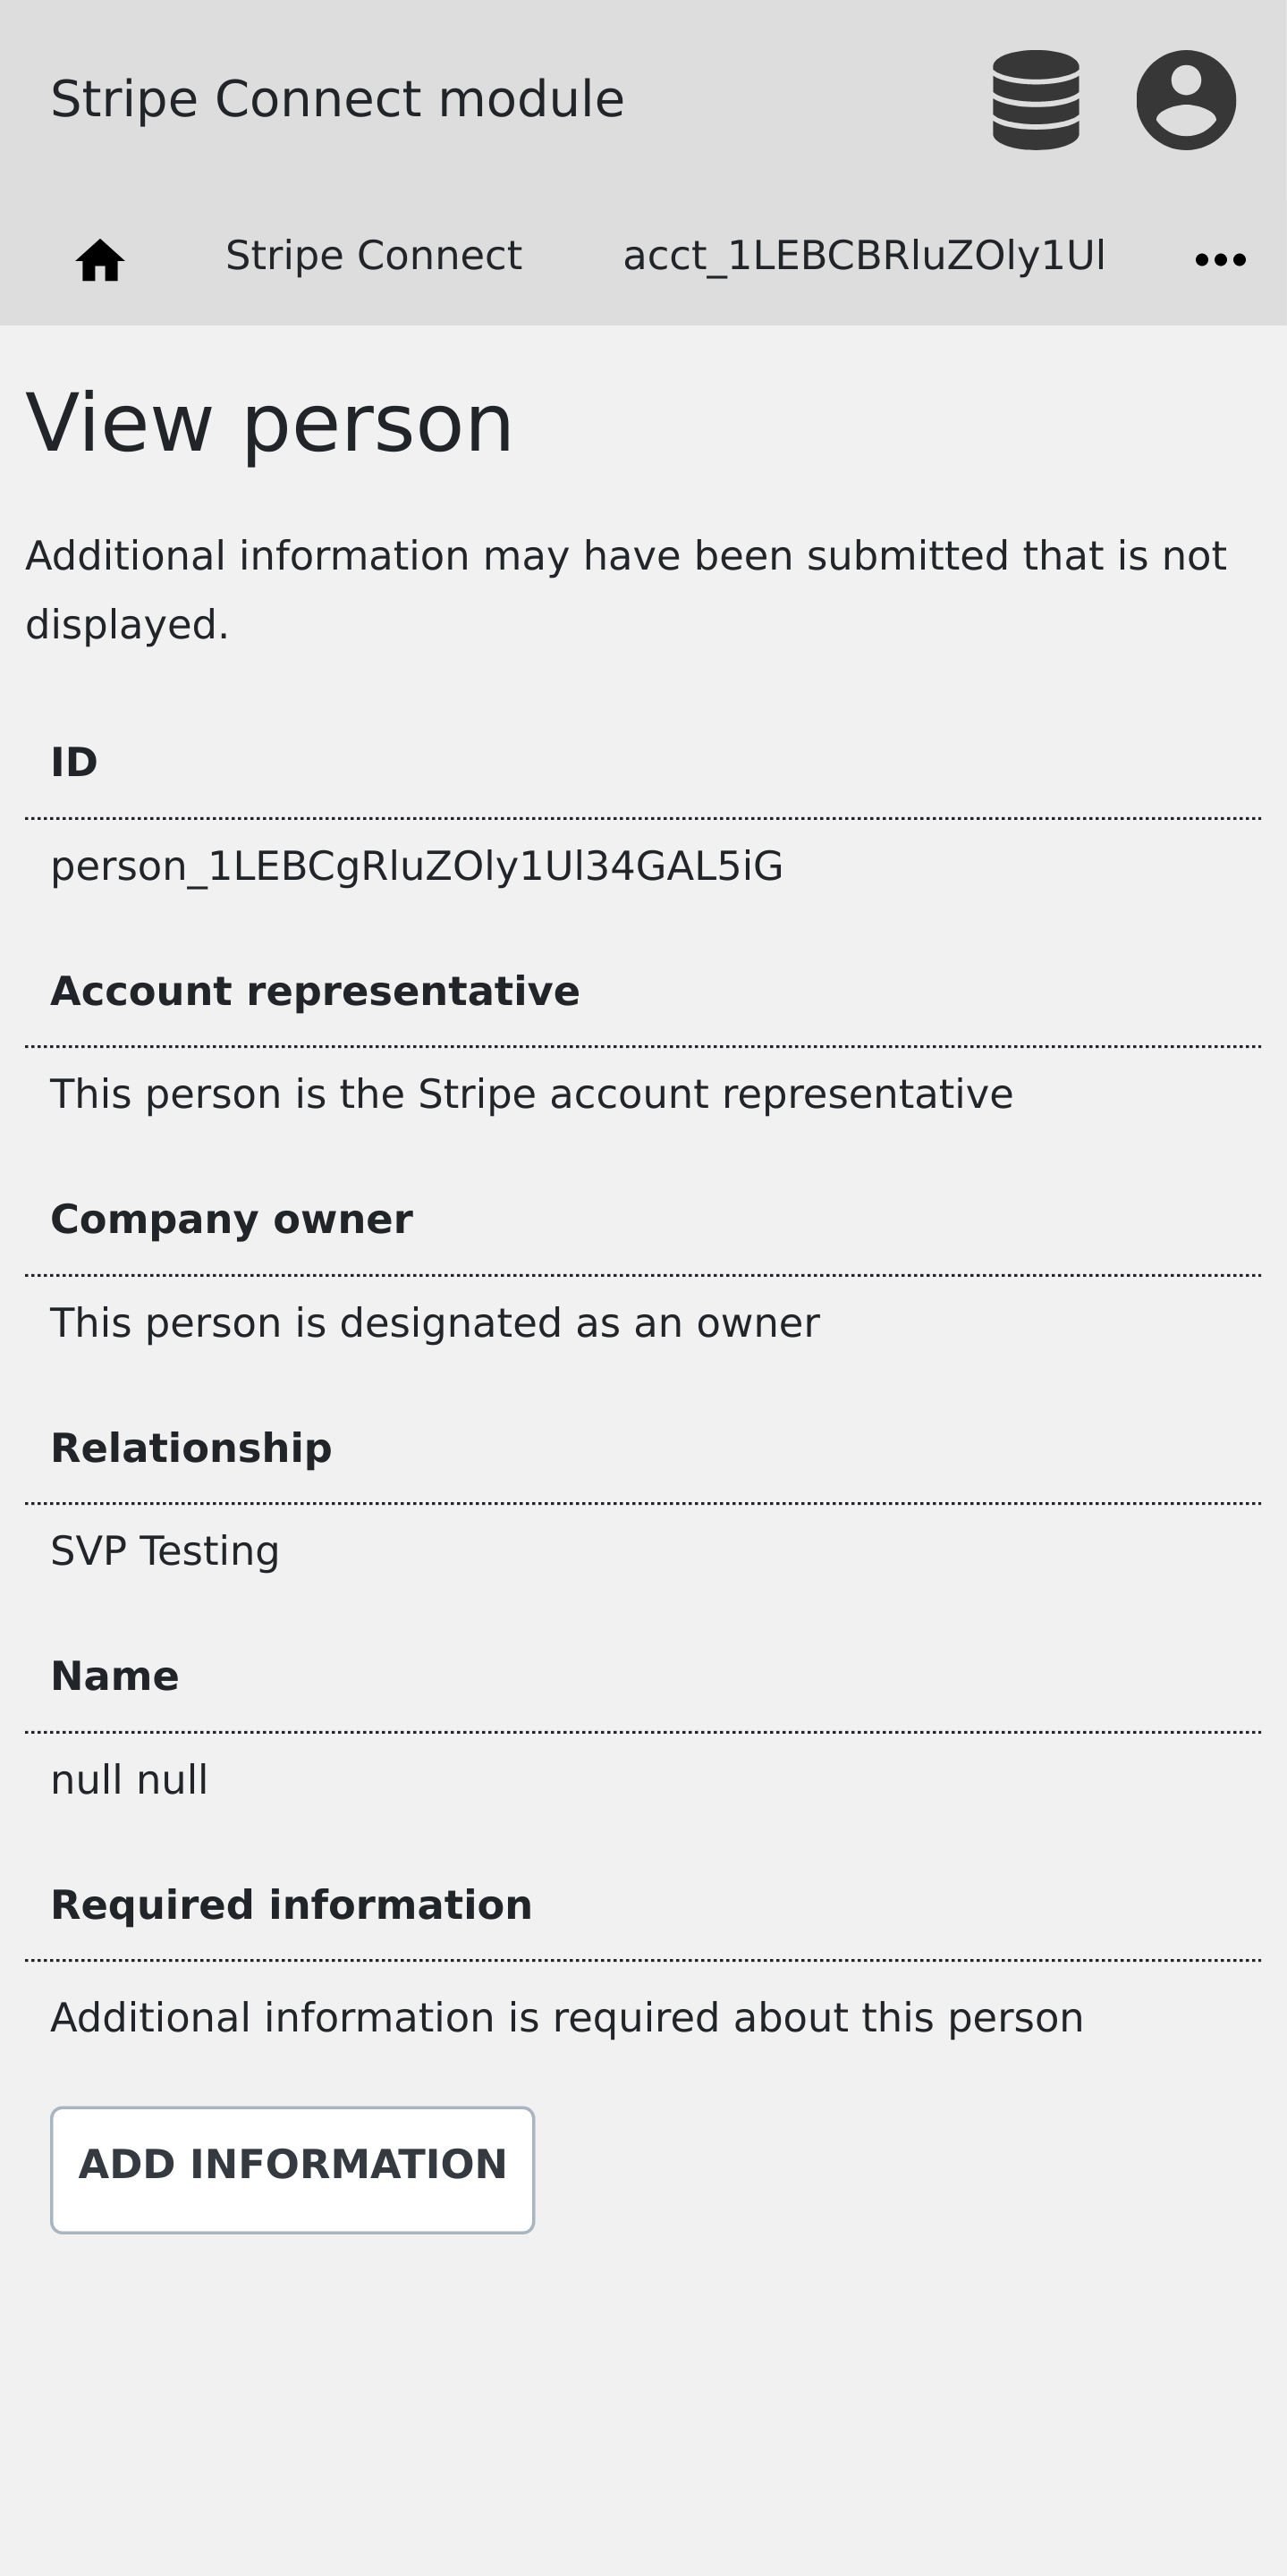 Stripe Connect module
Stripe Connect acct_1LEBCBRluZOly1Ul
View person
Additional information may have been submitted that is not
displayed.
ID
person_1LEBCgRluZOly1Ul34GAL5iG
Account representative
This person is the Stripe account representative
Company owner
This person is designated as an owner
Relationship
SVP Testing
Name
null null
Required information
Additional information is required about this person
ADD INFORMATION